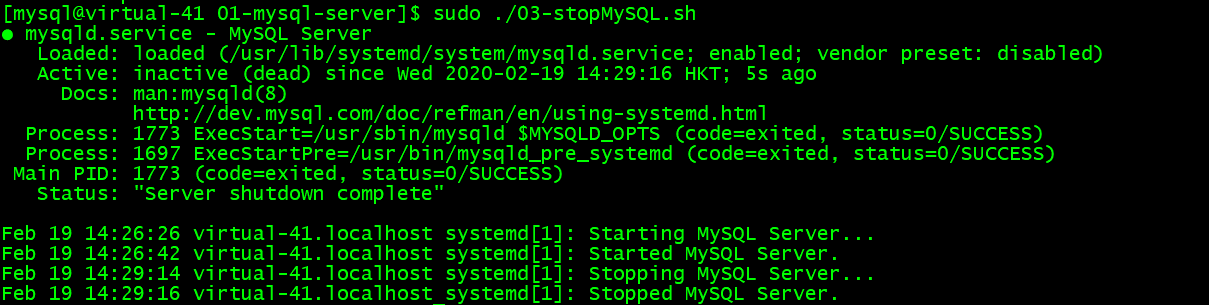 [mysql@virtual-41 01-mysql-server]$ sudo ./03-stopMySQL.sh
● mysqld.service - MySQL Server
   Loaded: loaded (/usr/lib/systemd/system/mysqld.service; enabled; vendor preset: disabled)
   Active: inactive (dead) since Wed 2020-02-19 14:29:16 HKT; 5s ago
     Docs: man:mysqld(8)
           http://dev.mysql.com/doc/refman/en/using-systemd.html
  Process: 1773 ExecStart=/usr/sbin/mysqld $MYSQLD_OPTS (code=exited, status=0/SUCCESS)
  Process: 1697 ExecStartPre=/usr/bin/mysqld_pre_systemd (code=exited, status=0/SUCCESS)
 Main PID: 1773 (code=exited, status=0/SUCCESS)
   Status: "Server shutdown complete"

Feb 19 14:26:26 virtual-41.localhost systemd[1]: Starting MySQL Server...
Feb 19 14:26:42 virtual-41.localhost systemd[1]: Started MySQL Server.
Feb 19 14:29:14 virtual-41.localhost systemd[1]: Stopping MySQL Server...
Feb 19 14:29:16 virtual-41.localhost systemd[1]: Stopped MySQL Server.